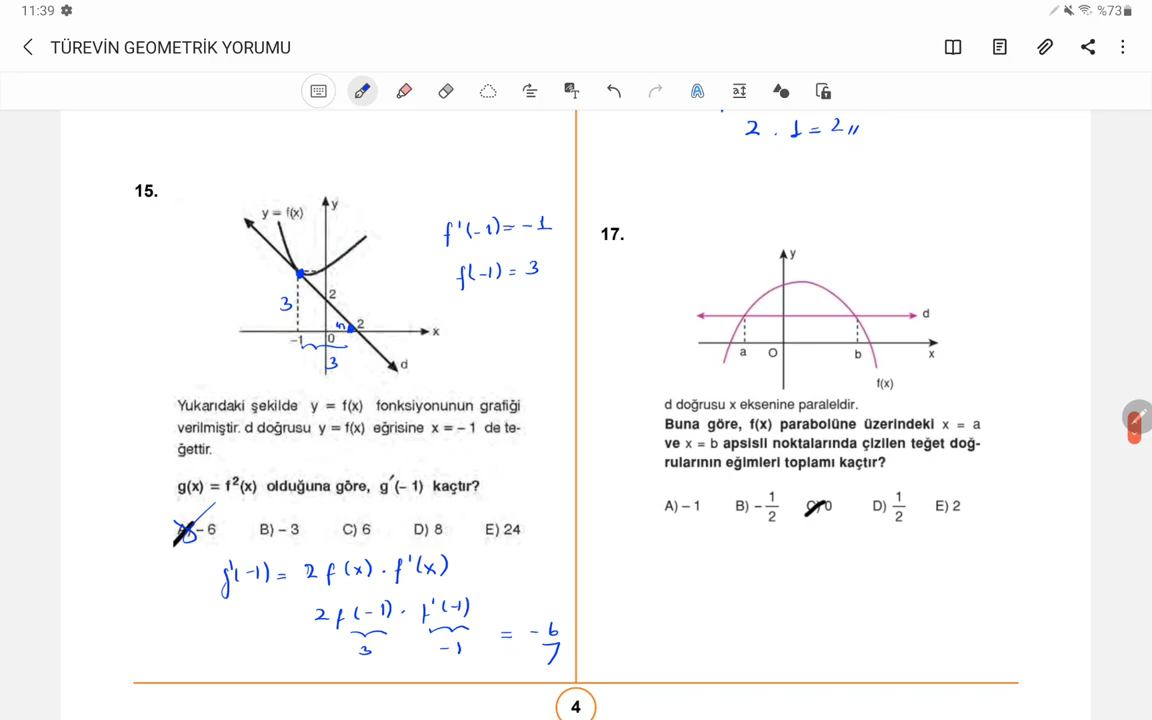 11:39
%73
TÜREVİN GEOMETRİK YORUMU
2 . 1 = 2 //
15.
y = f(x)
y
2
3
2
-1
0
x
3
d
f'(-1) = -1
f(-1) = 3
Yukarıdaki şekilde y = f(x) fonksiyonunun grafiği
verilmiştir. d doğrusu y = f(x) eğrisine x = – 1 de te-
ğettir.
g(x) = f²(x) olduğuna göre, g′(– 1) kaçtır?
– 6 B) – 3 C) 6 D) 8 E) 24
g'(-1) = 2 f(x) . f'(x)
2 f(-1) . f'(-1) = -6
3 -1
17.
y
d
a O b x
f(x)
d doğrusu x eksenine paraleldir.
Buna göre, f(x) parabolüne üzerindeki x = a
ve x = b apsisli noktalarında çizilen teğet doğ-
rularının eğimleri toplamı kaçtır?
A) – 1 B) – 1/2 C) 0 D) 1/2 E) 2
4